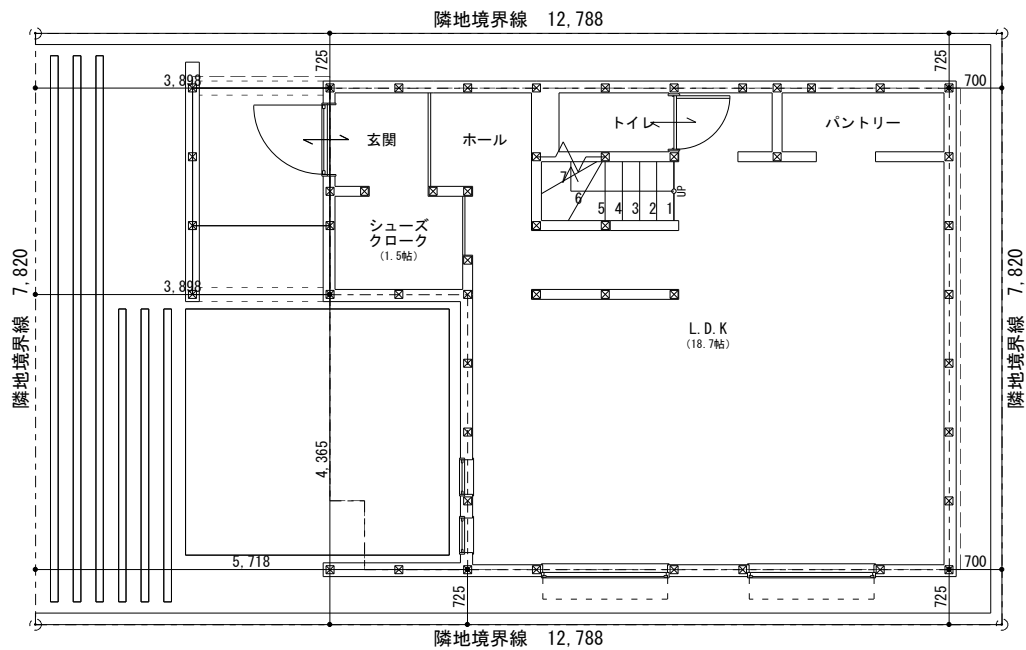 隣地境界線 12,788
725
725
3,898
700
玄関
ホール
トイレ
パントリー
7
6
5
4
3
2
1
UP
シューズ
クローク
(1.5帖)
隣地境界線 7,820
隣地境界線 7,820
3,898
L.D.K
(18.7帖)
4,365
5,718
700
725
725
隣地境界線 12,788